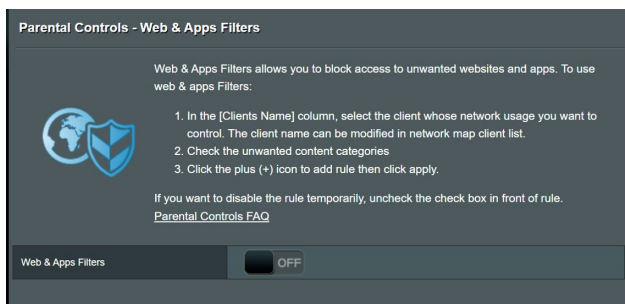 Parental Controls - Web & Apps Filters
Web & Apps Filters allows you to block access to unwanted websites and apps. To use
web & apps Filters:
1. In the [Clients Name] column, select the client whose network usage you want to
control. The client name can be modified in network map client list.
2. Check the unwanted content categories
3. Click the plus (+) icon to add rule then click apply.
If you want to disable the rule temporarily, uncheck the check box in front of rule.
Parental Controls FAQ
Web & Apps Filters
OFF